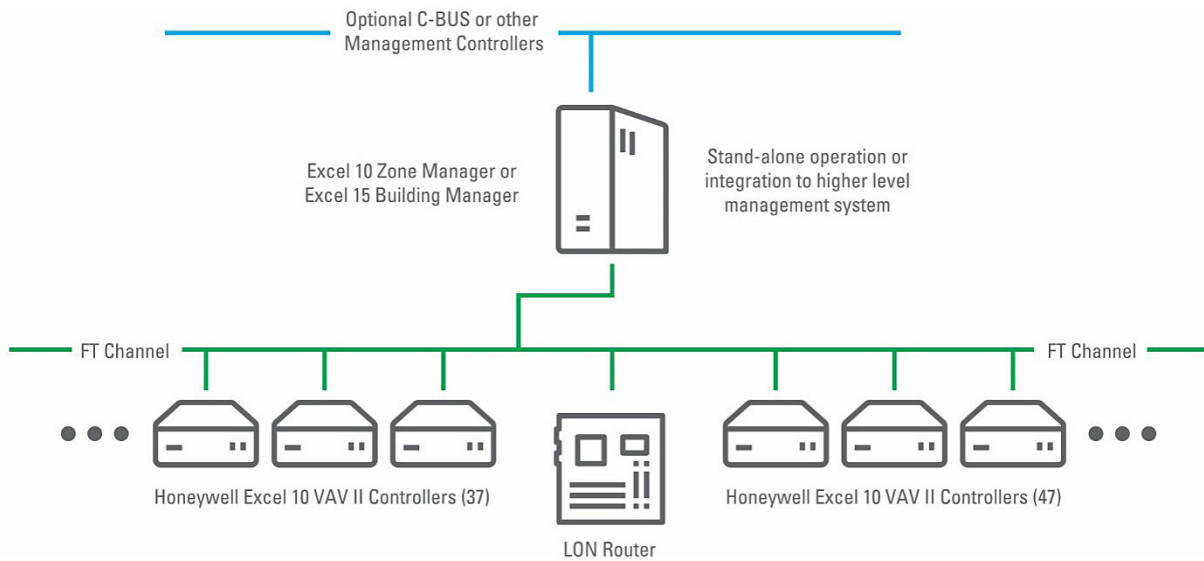 Optional C-BUS or other
Management Controllers
Excel 10 Zone Manager or
Excel 15 Building Manager
Stand-alone operation or
integration to higher level
management system
FT Channel
FT Channel
Honeywell Excel 10 VAV II Controllers (37)
Honeywell Excel 10 VAV II Controllers (47)
LON Router